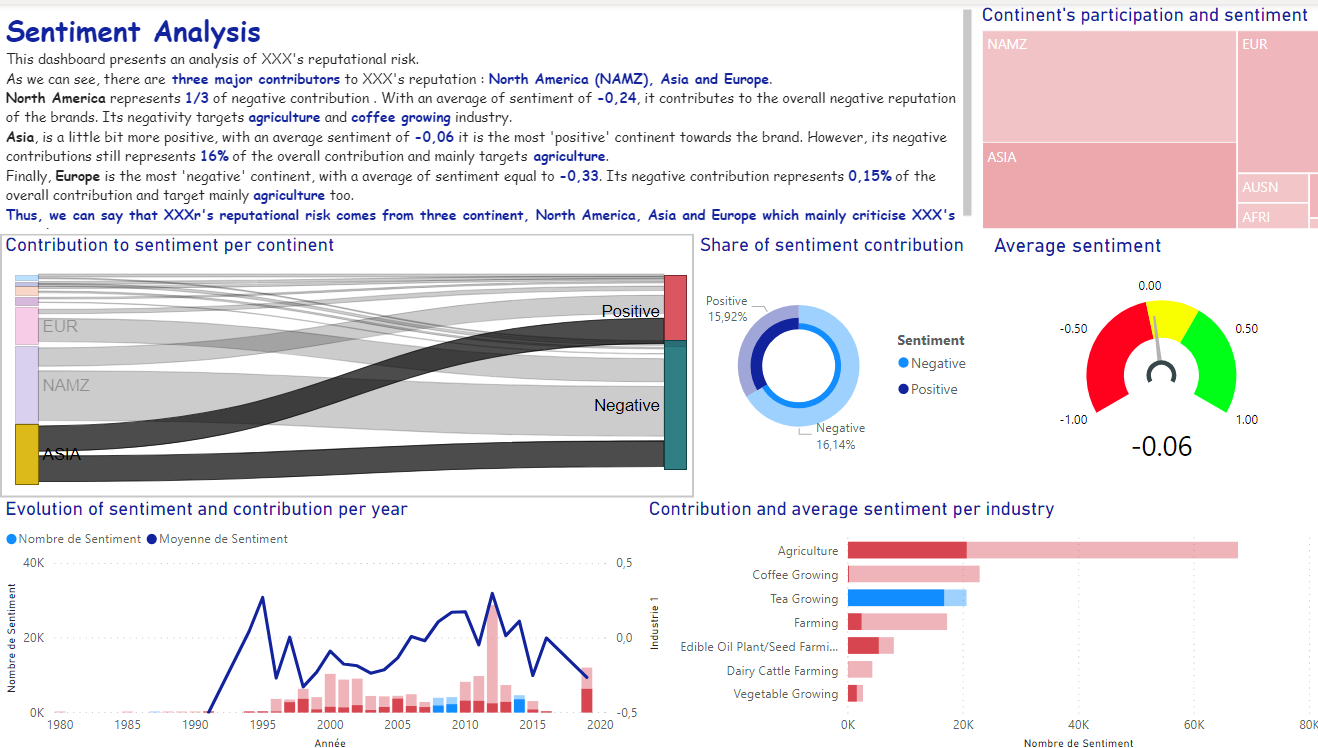 Sentiment Analysis
This dashboard presents an analysis of XXX's reputational risk.
As we can see, there are three major contributors to XXX's reputation : North America (NAMZ), Asia and Europe.
North America represents 1/3 of negative contribution . With an average of sentiment of -0,24, it contributes to the overall negative reputation
of the brands. Its negativity targets agriculture and coffee growing industry.
Asia, is a little bit more positive, with an average sentiment of -0,06 it is the most 'positive' continent towards the brand. However, its negative
contributions still represents 16% of the overall contribution and mainly targets agriculture.
Finally, Europe is the most 'negative' continent, with a average of sentiment equal to -0,33. Its negative contribution represents 0,15% of the
overall contribution and target mainly agriculture too.
Thus, we can say that XXXr's reputational risk comes from three continent, North America, Asia and Europe which mainly criticise XXX's
Continent's participation and sentiment
NAMZ
EUR
ASIA
AUSN
AFRI
Contribution to sentiment per continent
EUR
NAMZ
ASIA
Positive
Negative
Share of sentiment contribution
Positive
15,92%
Negative
16,14%
Sentiment
Negative
Positive
Average sentiment
0.00
-0.50
0.50
-1.00
1.00
-0.06
Evolution of sentiment and contribution per year
Nombre de Sentiment
Moyenne de Sentiment
Nombre de Sentiment
40K
20K
0K
0,5
0,0
-0,5
1980
1985
1990
1995
2000
2005
2010
2015
2020
Année
Contribution and average sentiment per industry
Industrie 1
Agriculture
Coffee Growing
Tea Growing
Farming
Edible Oil Plant/Seed Farmi...
Dairy Cattle Farming
Vegetable Growing
0K
20K
40K
60K
80K
Nombre de Sentiment